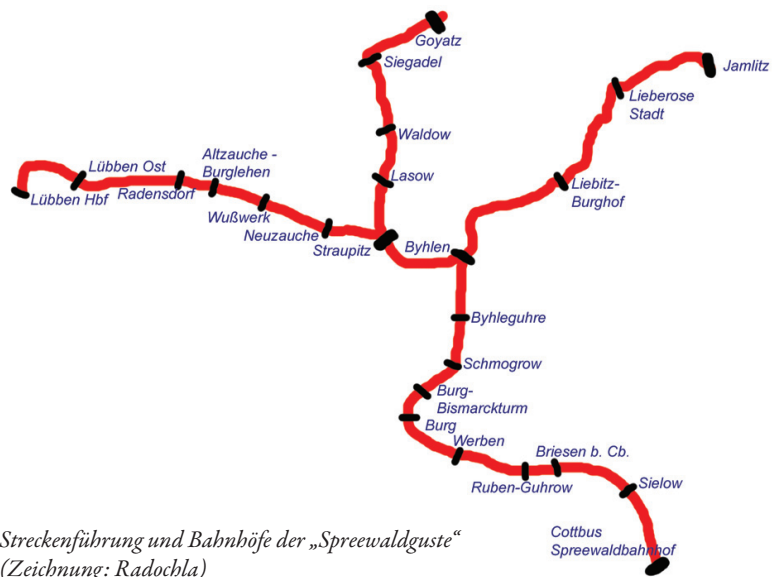 Goyatz
Siegadel
Jamlitz
Lieberose
Stadt
Waldow
Altzauche -
Burglehen
Lübben Ost
Lasow
Liebitz-
Burghof
Lübben Hbf
Radensdorf
Wußwerk
Neuzauche
Straupitz
Byhlen
Byhleguhre
Schmogrow
Burg-
Bismarckturm
Burg
Werben
Briesen b. Cb.
Ruben-Guhrow
Sielow
Cottbus
Spreewaldbahnhof
Streckenführung und Bahnhöfe der „Spreewaldguste“
(Zeichnung: Radochla)